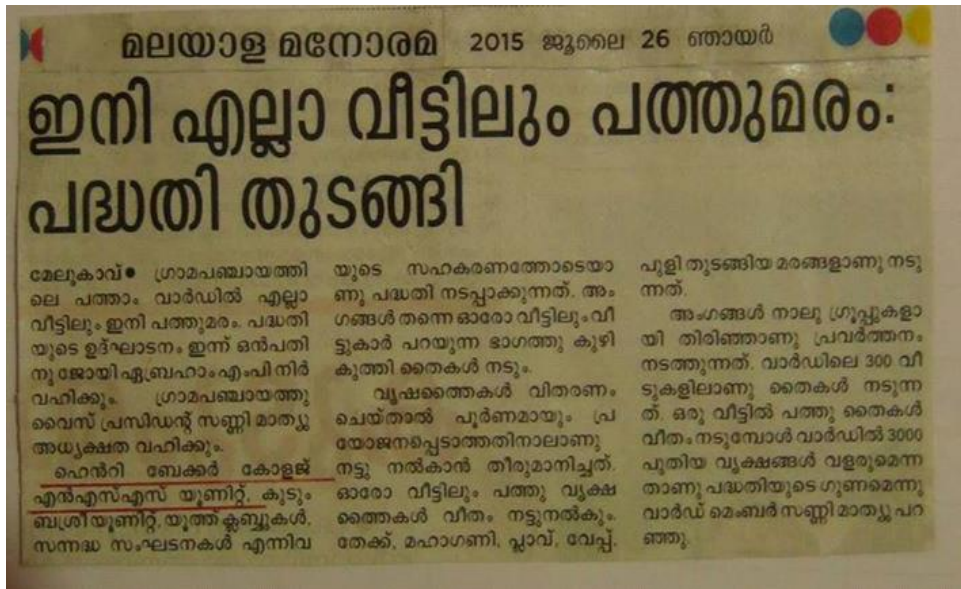 മലയാള മനോരമ 2015 ജൂലൈ 26 ഞായർ
ഇനി എല്ലാ വീട്ടിലും പത്തുമരം:
പദ്ധതി തുടങ്ങി
മേലുകാവ്● ഗ്രാമപഞ്ചായത്തി
ലെ പത്താം വാർഡിൽ എല്ലാ
വീട്ടിലും ഇനി പത്തുമരം. പദ്ധതി
യുടെ ഉദ്ഘാടനം ഇന്ന് ഒൻപതി
നു ജോയി ഏബ്രഹാം എംപി നിർ
വഹിക്കും. ഗ്രാമപഞ്ചായത്തു
വൈസ് പ്രസിഡന്റ് സണ്ണി മാത്യു
അധ്യക്ഷത വഹിക്കും.
ഹെൻറി ബേക്കർ കോളജ്
എൻഎസ്എസ് യൂണിറ്റ്, കുടും
ബശ്രീയൂണിറ്റ്, യൂത്ത് ക്ലബ്ബുകൾ,
സന്നദ്ധ സംഘടനകൾ എന്നിവ
യുടെ സഹകരണത്തോടെയാ
ണു പദ്ധതി നടപ്പാക്കുന്നത്. അം
ഗങ്ങൾ തന്നെ ഓരോ വീട്ടിലും വീ
ട്ടുകാർ പറയുന്ന ഭാഗത്തു കുഴി
കുത്തി തൈകൾ നടും.
വൃഷത്തൈകൾ വിതരണം
ചെയ്താൽ പൂർണമായും പ്ര
യോജനപ്പെടാത്തതിനാലാണു
നട്ടു നൽകാൻ തീരുമാനിച്ചത്.
ഓരോ വീട്ടിലും പത്തു വൃക്ഷ
ത്തൈകൾ വീതം നട്ടുനൽകും.
തേക്ക്, മഹാഗണി, പ്ലാവ്, വേപ്പ്,
പുളി തുടങ്ങിയ മരങ്ങളാണു നടു
ന്നത്.
അംഗങ്ങൾ നാലു ഗ്രൂപ്പുകളാ
യി തിരിഞ്ഞാണു പ്രവർത്തനം
നടത്തുന്നത്. വാർഡിലെ 300 വീ
ടുകളിലാണു തൈകൾ നടുന്ന
ത്. ഒരു വീട്ടിൽ പത്തു തൈകൾ
വീതം നടുമ്പോൾ വാർഡിൽ 3000
പുതിയ വൃക്ഷങ്ങൾ വളരുമെന്ന
താണു പദ്ധതിയുടെ ഗുണമെന്നു
വാർഡ് മെംബർ സണ്ണി മാത്യു പറ
ഞ്ഞു.